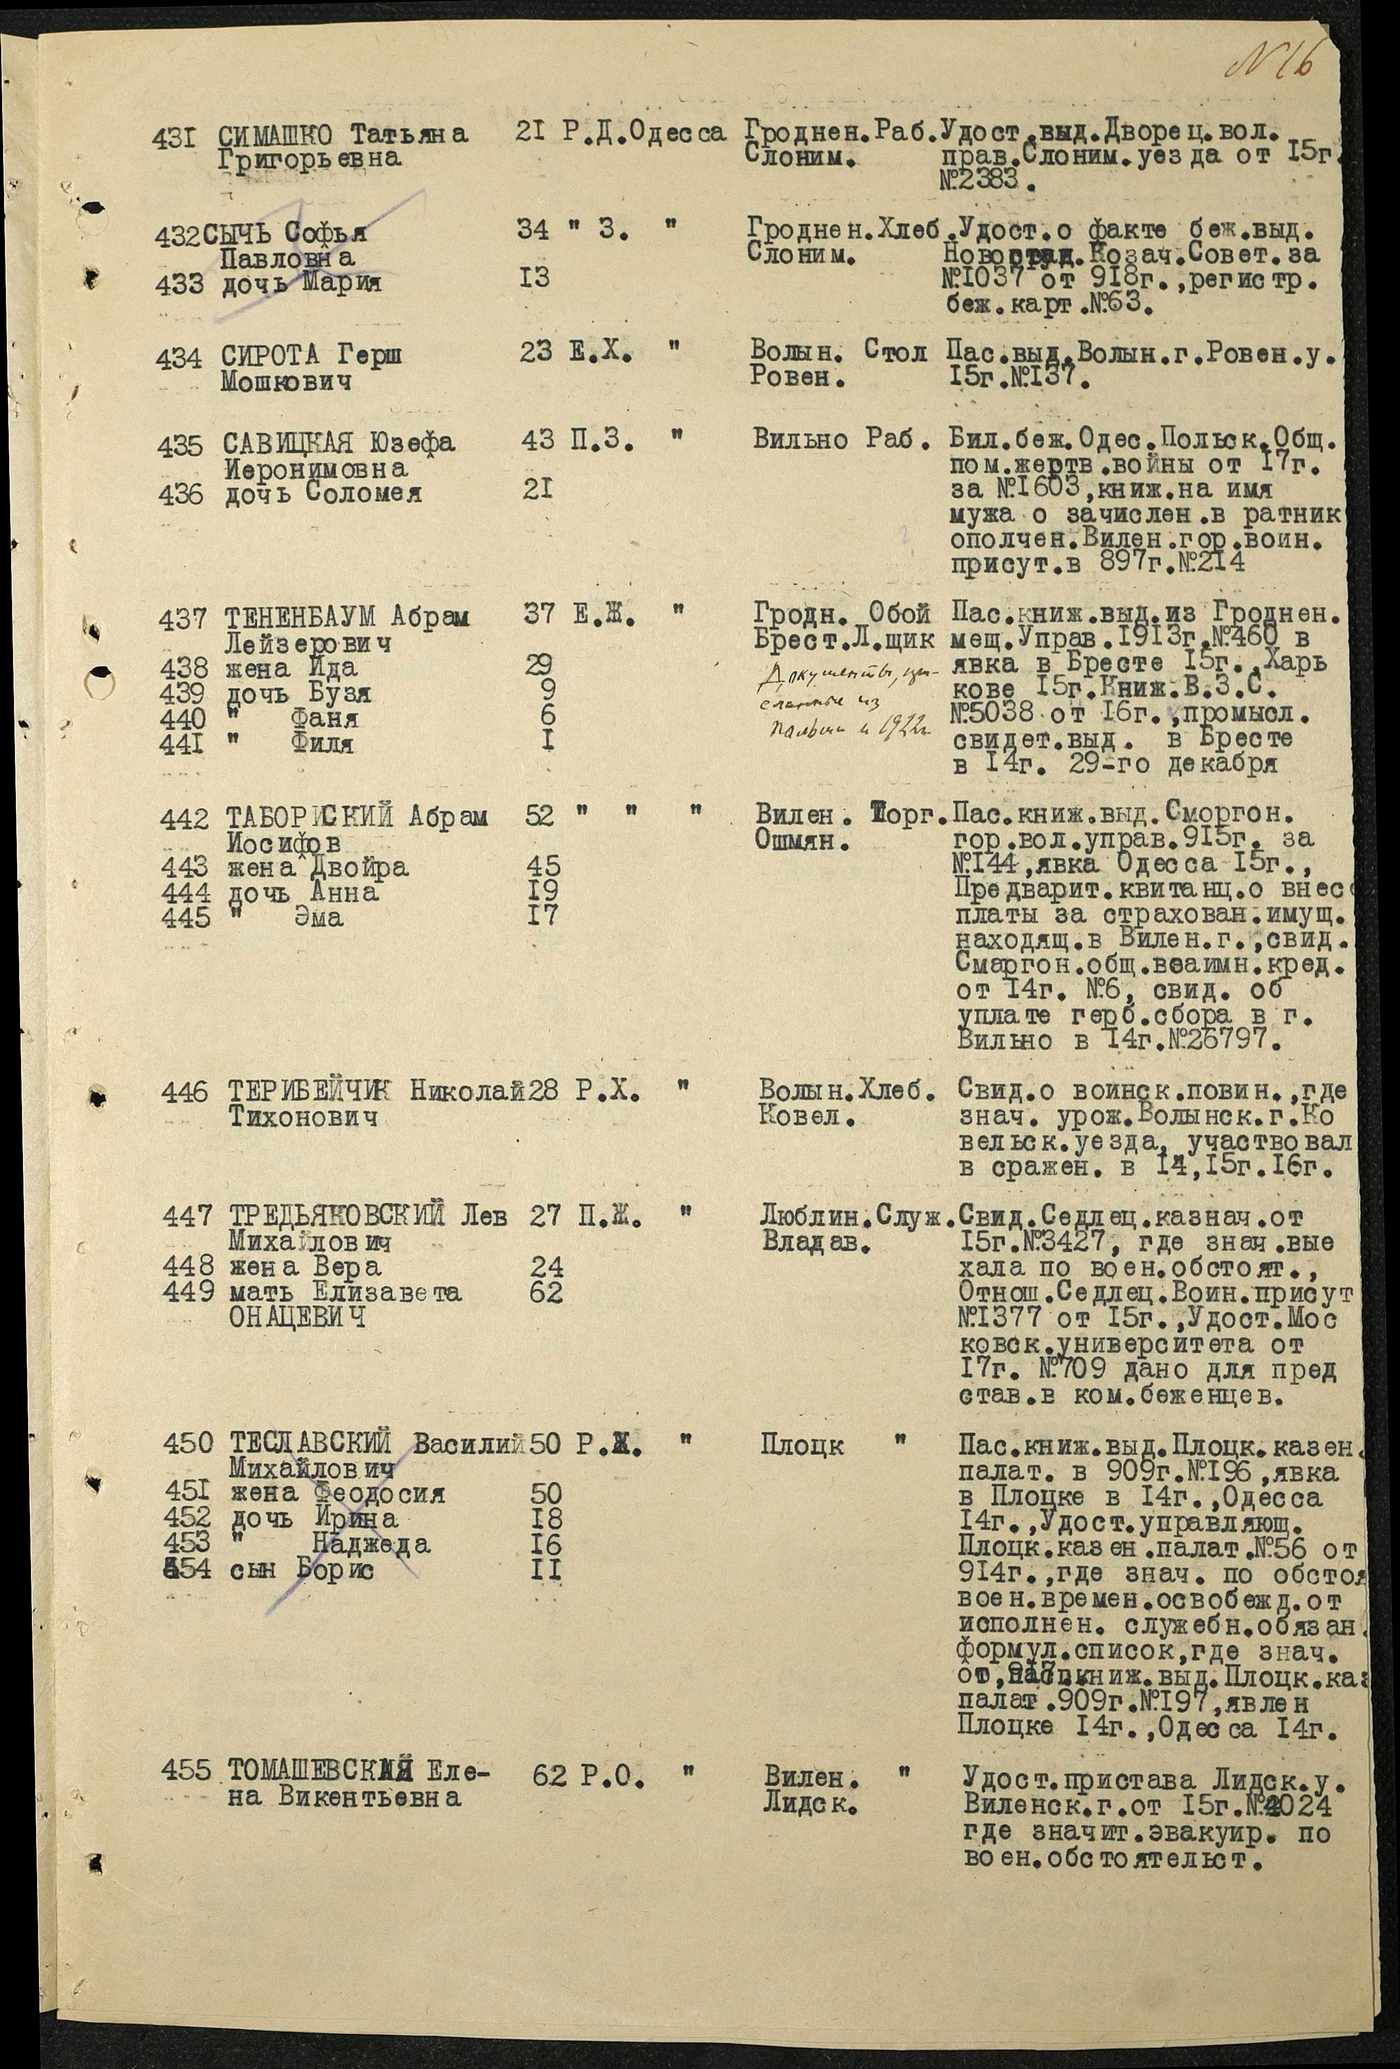 N 16
431 СИМАШКО Татьяна 21 Р.Д.Одесса Гроднен.Раб.Удост.выд.Дворец.вол.
Григорьевна Слоним. прав.Слоним.уезда от 15г.
№2383.
432 СЫЧЬ Софья 34 " З. " Гроднен.Хлеб.Удост.о факте беж.выд.
Павловна Слоним. Козач.Совет.за
433 дочь Мария 13 №1037 от 918г.,регистр.
беж.карт.№63.
434 СИРОТА Герш 23 Е.Х. " Волын. Стол Пас.выд.Волын.г.Ровен.у.
Мошкович Ровен. 15г.№137.
435 САВИЦКАЯ Юзефа 43 П.З. " Вильно Раб. Бил.беж.Одес.Польск.Общ.
Иеронимовна пом.жертв.войны от 17г.
436 дочь Соломея 21 за №1603,книж.на имя
мужа о зачислен.в ратник
ополчен.Вилен.гор.воин.
присут.в 897г.№214
437 ТЕНЕНБАУМ Абрам 37 Е.Ж. " Гродн. Обой Пас.книж.выд.из Гроднен.
Лейзерович Брест.Л.щик мещ.Управ.1913г.№460 в
438 жена Ида 29 Документы, явка в Бресте 15г.,Харь
439 дочь Бузя 9 из кове 15г.Книж.В.З.С.
440 " Фаня 6 1922г №5038 от 16г.,промысл.
441 " Филя 1 свидет.выд. в Бресте
в 14г. 29-го декабря
442 ТАБОРИСКИЙ Абрам 52 " " " Вилен. Торг.Пас.книж.выд.Сморгон.
Иосифов Ошмян. гор.вол.управ.915г. за
443 жена Двойра 45 №144,явка Одесса 15г.,
444 дочь Анна 19 Предварит.квитанц.о внес
445 " Эма 17 платы за страхован.имущ.
находящ.в Вилен.г.,свид.
Смаргон.общ.взаимн.кред.
от 14г. №6, свид. об
уплате герб.сбора в г.
Вильно в 14г.№26797.
446 ТЕРИБЕЙЧИК Николай 28 Р.Х. " Волын.Хлеб. Свид.о воинск.повин.,где
Тихонович Ковел. знач. урож.Волынск.г.Ко
вельск.уезда, участвовал
в сражен. в 14,15г.16г.
447 ТРЕДЬЯКОВСКИЙ Лев 27 П.Ж. " Люблин.Служ.Свид.Седлец.казнач.от
Михайлович Владав. 15г.№3427, где знач.вые
448 жена Вера 24 хала по воен.обстоят.,
449 мать Елизавета 62 Отнош.Седлец.Воин.присут
ОНАЦЕВИЧ №1377 от 15г.,Удост.Мос
ковск.университета от
17г. №709 дано для пред
став.в ком.беженцев.
450 ТЕСДАВСКИЙ Василий 50 Р.Ж. " Плоцк " Пас.книж.выд.Плоцк.казен.
Михайлович палат. в 909г.№196,явка
451 жена Феодосия 50 в Плоцке в 14г.,Одесса
452 дочь Ирина 18 14г.,Удост.управляющ.
453 " Наджеда 16 Плоцк.казен.палат.№56 от
454 сын Борис 11 914г.,где знач. по обстоя
воен.времен.освобежд.от
исполнен. служебн.обязан.
формул.список,где знач.
книж.выд.Плоцк.каз
палат.909г.№197,явлен
Плоцке 14г.,Одесса 14г.
455 ТОМАШЕВСКАЯ Еле- 62 Р.О. " Вилен. " Удост.пристава Лидск.у.
на Викентьевна Лидск. Виленск.г.от 15г.
где значит.эвакуир. по
воен.обстоятельст.